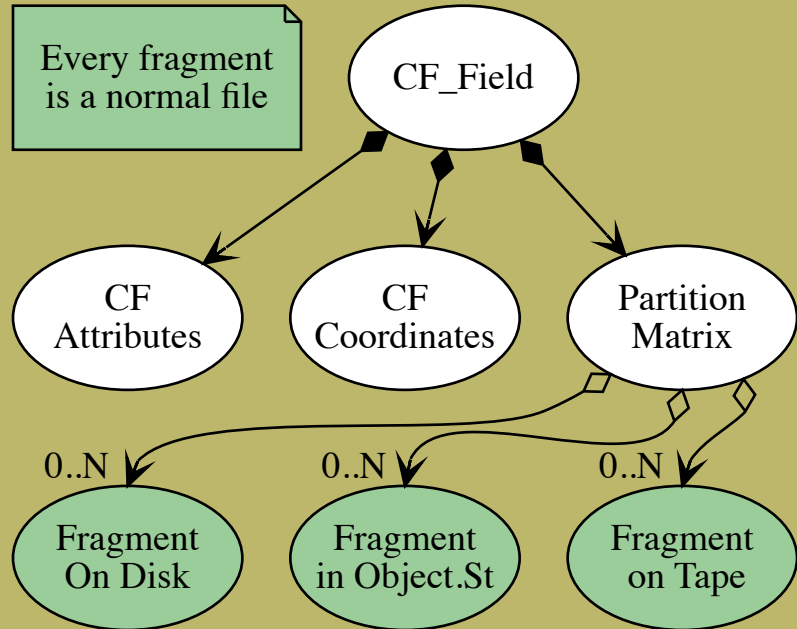 Every fragment
is a normal file
CF_Field
CF
Attributes
CF
Coordinates
Partition
Matrix
0..N
0..N
0..N
Fragment
On Disk
Fragment
in Object.St
Fragment
on Tape